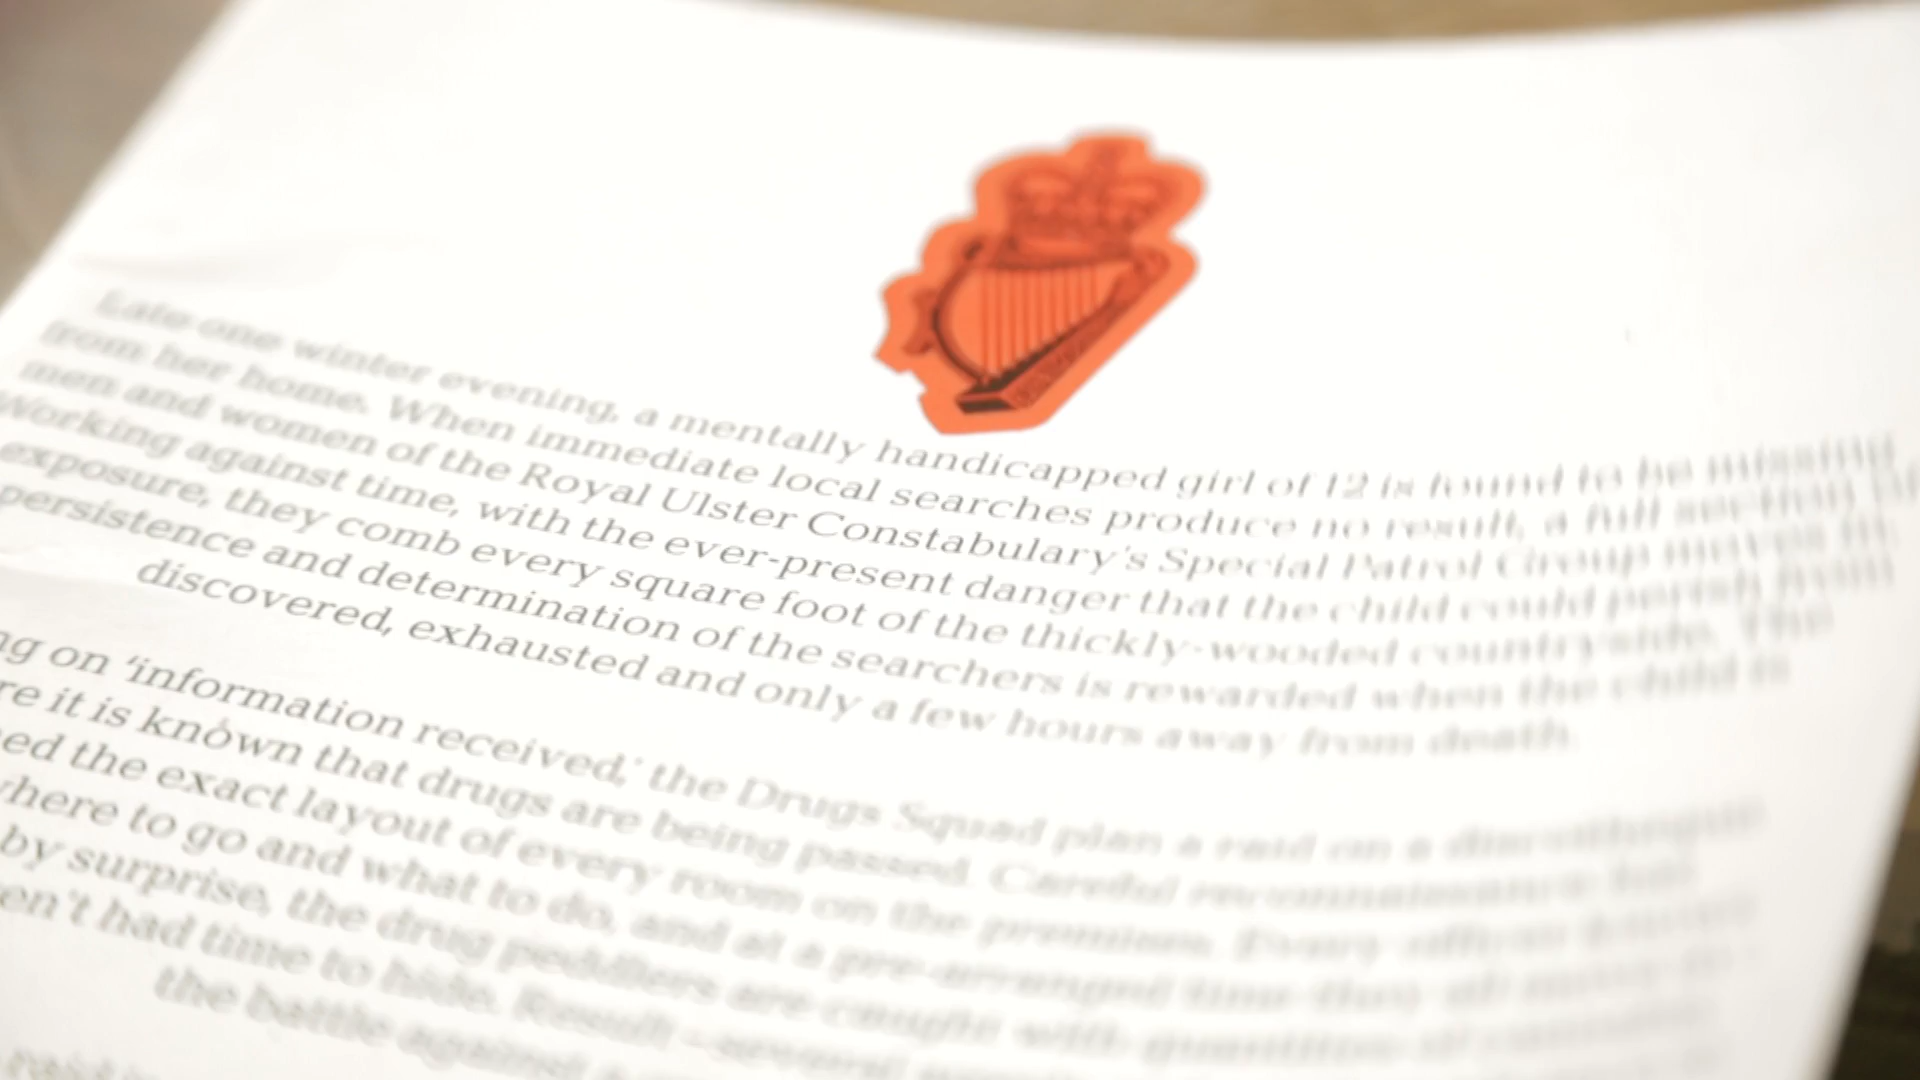 Late one winter evening, a mentally handicapped girl of 12 is found to be missing
from her home. When immediate local searches produce no result, a full section of
men and women of the Royal Ulster Constabulary's Special Patrol Group moves in.
Working against time, with the ever-present danger that the child could perish from
exposure, they comb every square foot of the thickly-wooded countryside. The
persistence and determination of the searchers is rewarded when the child is
discovered, exhausted and only a few hours away from death.
ng on 'information received,' the Drugs Squad plan a raid on a discotheque
re it is known that drugs are being passed. Careful reconnaissance has
ed the exact layout of every room on the premises. Every officer knows
where to go and what to do, and at a pre-arranged time they all move in
by surprise, the drug peddlers are caught with quantities of
en't had time to hide. Result - several
the battle against
raid